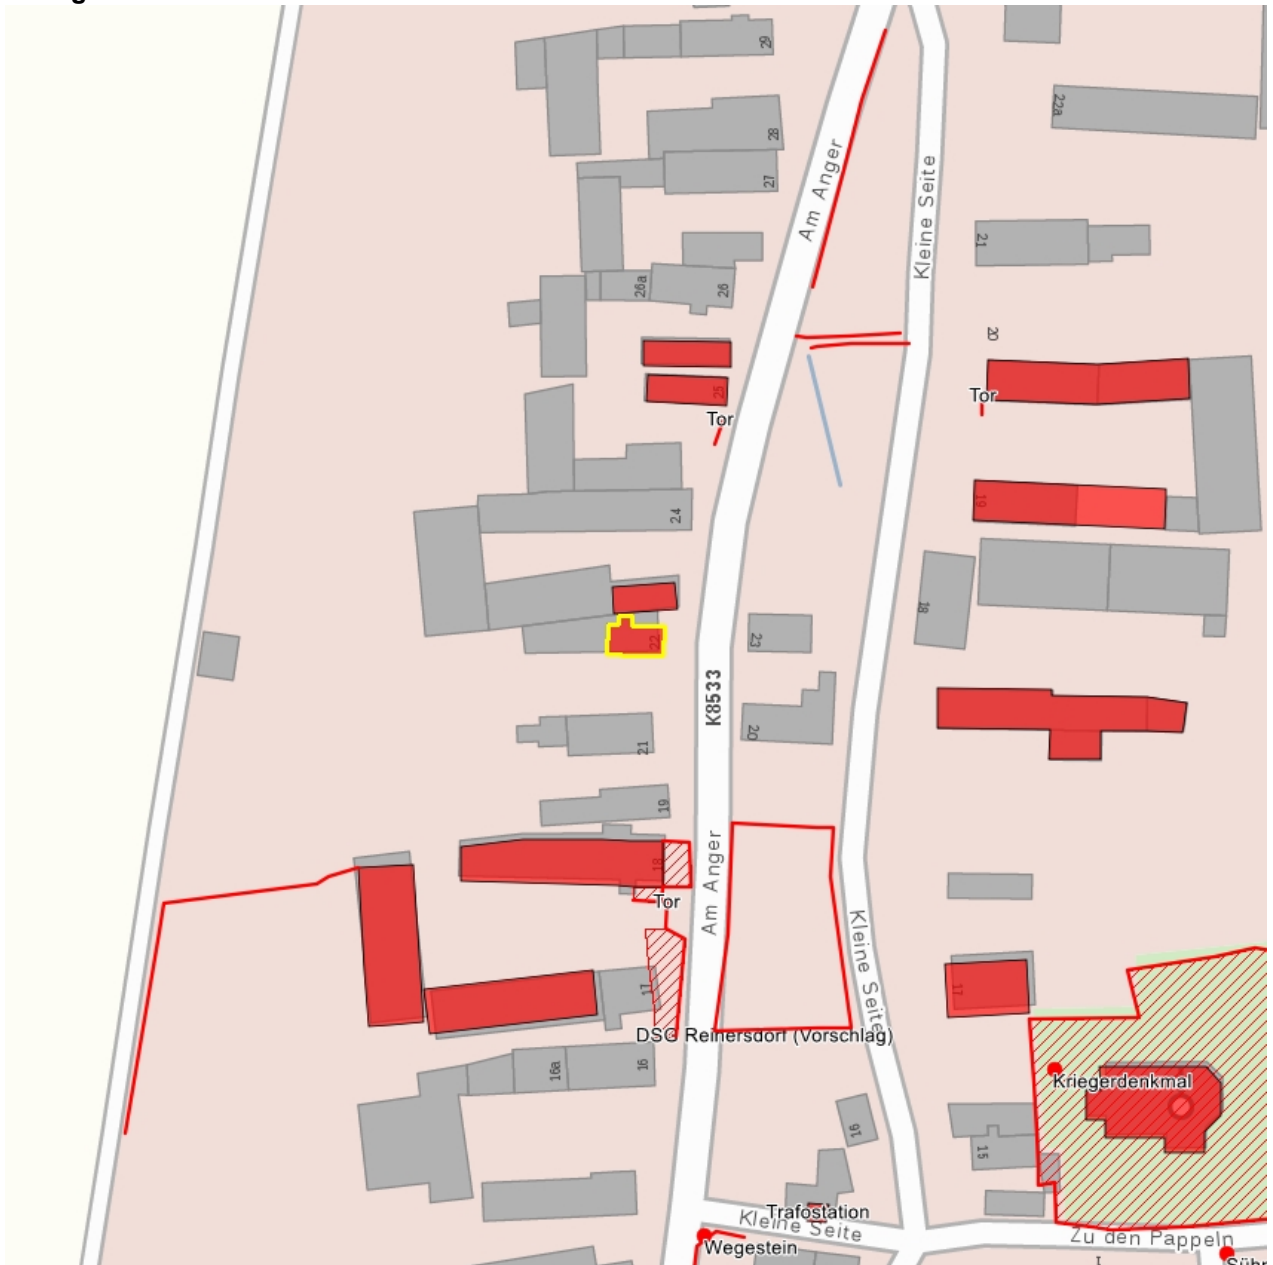 29
28
22a
27
Am Anger
Kleine Seite
21
26a
26
20
25
Tor
Tor
24
19
18
22
23
K8533
20
21
19
18
Am Anger
Tor
Kleine Seite
17
17
DSG Reinersdorf (Vorschlag)
16a
16
Kriegerdenkmal
16
15
Trafostation
Kleine Seite
Zu den Pappeln
Wegestein